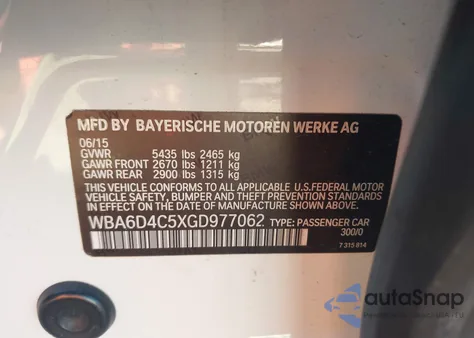 MFD BY BAYERISCHE MOTOREN WERKE AG
06/15
GVWR 5435 lbs 2465 kg
GAWR FRONT 2670 lbs 1211 kg
GAWR REAR 2900 lbs 1315 kg
THIS VEHICLE CONFORMS TO ALL APPLICABLE U.S.FEDERAL MOTOR
VEHICLE SAFETY, BUMPER AND THEFT PREVENTION STANDARDS IN
EFFECT ON THE DATE OF MANUFACTURE SHOWN ABOVE.
WBA6D4C5XGD977062 TYPE: PASSENGER CAR
300/0
7 315 814
autoSnap